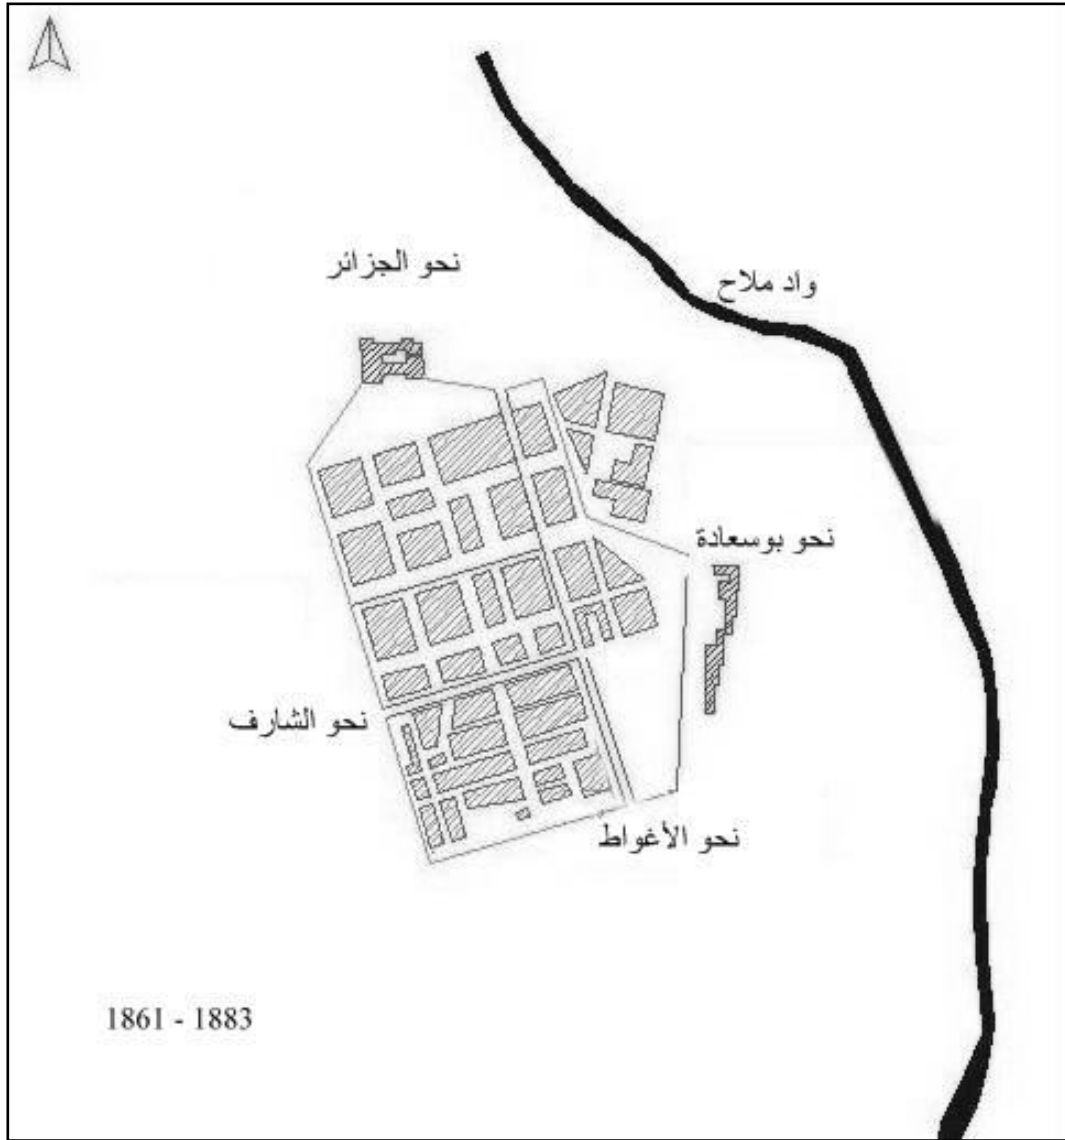 نحو الجزائر
واد ملاح
نحو بوسعادة
نحو الشارف
نحو الأغواط
1861 - 1883